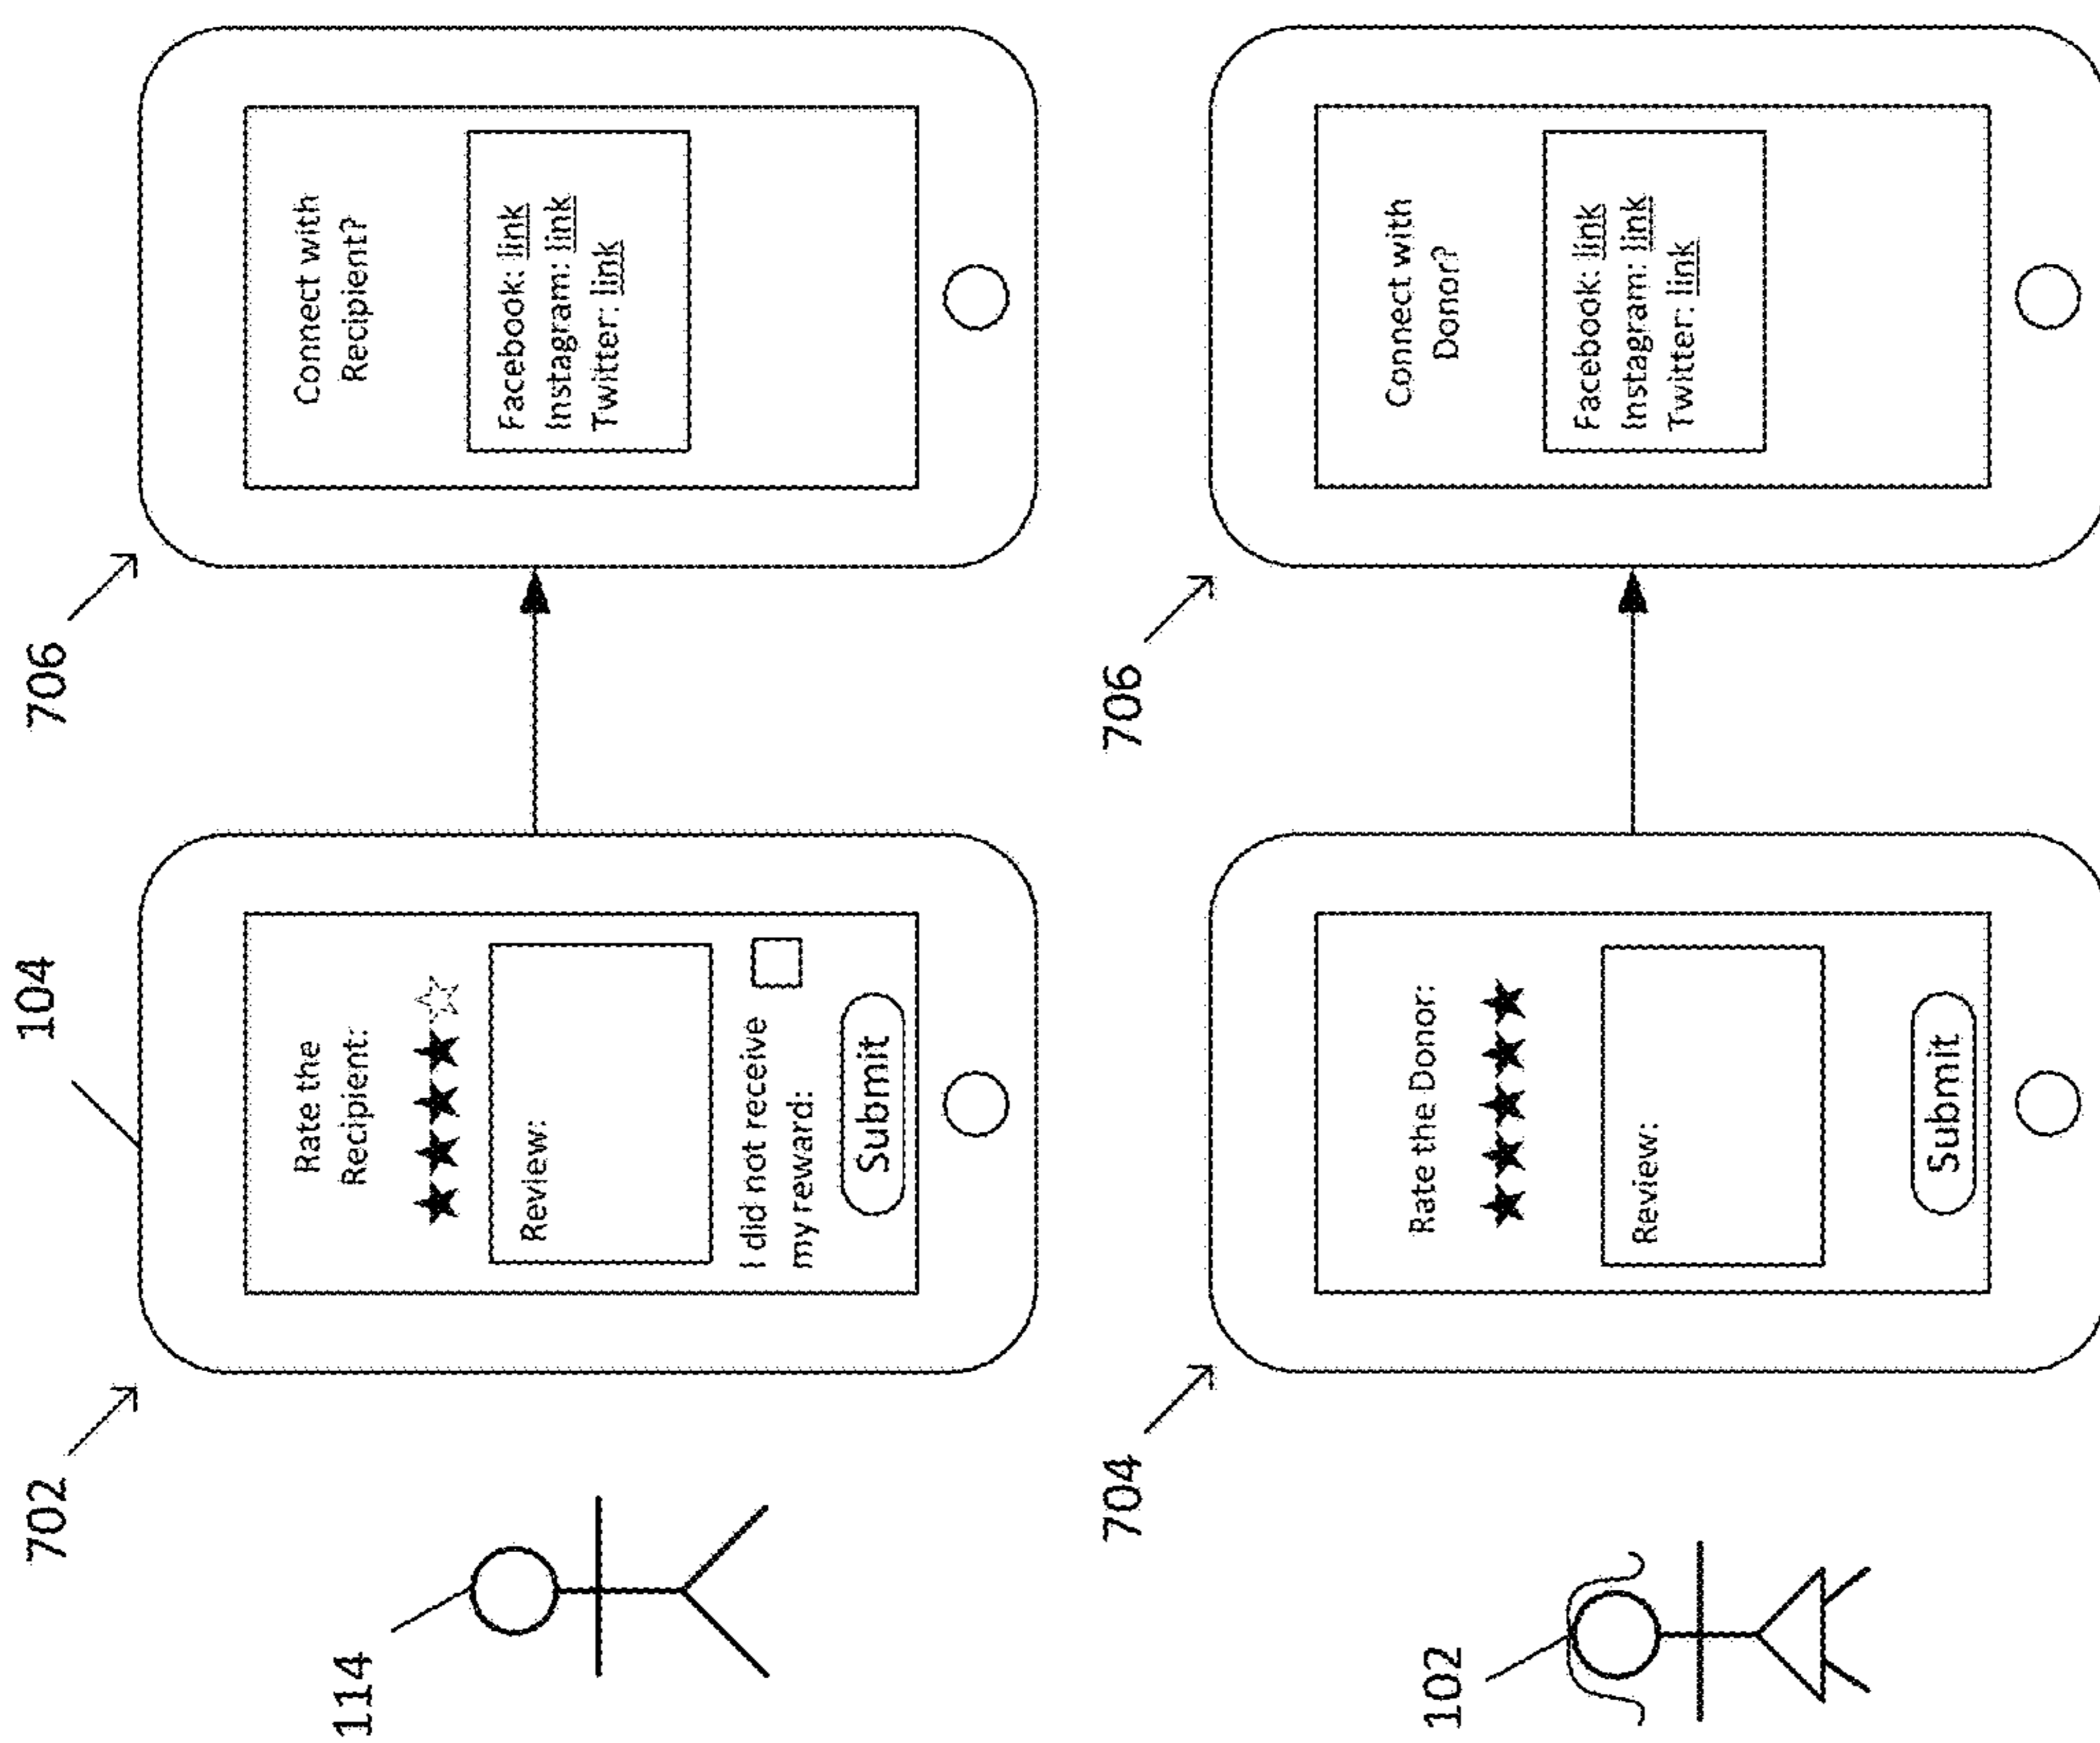 114
702
104
Rate the
Recipient:
Review:
I did not receive
my reward:
Submit
706
Connect with
Recipient?
Facebook: link
Instagram: link
Twitter: link
102
704
Rate the Donor:
Review:
Submit
706
Connect with
Donor?
Facebook: link
Instagram: link
Twitter: link